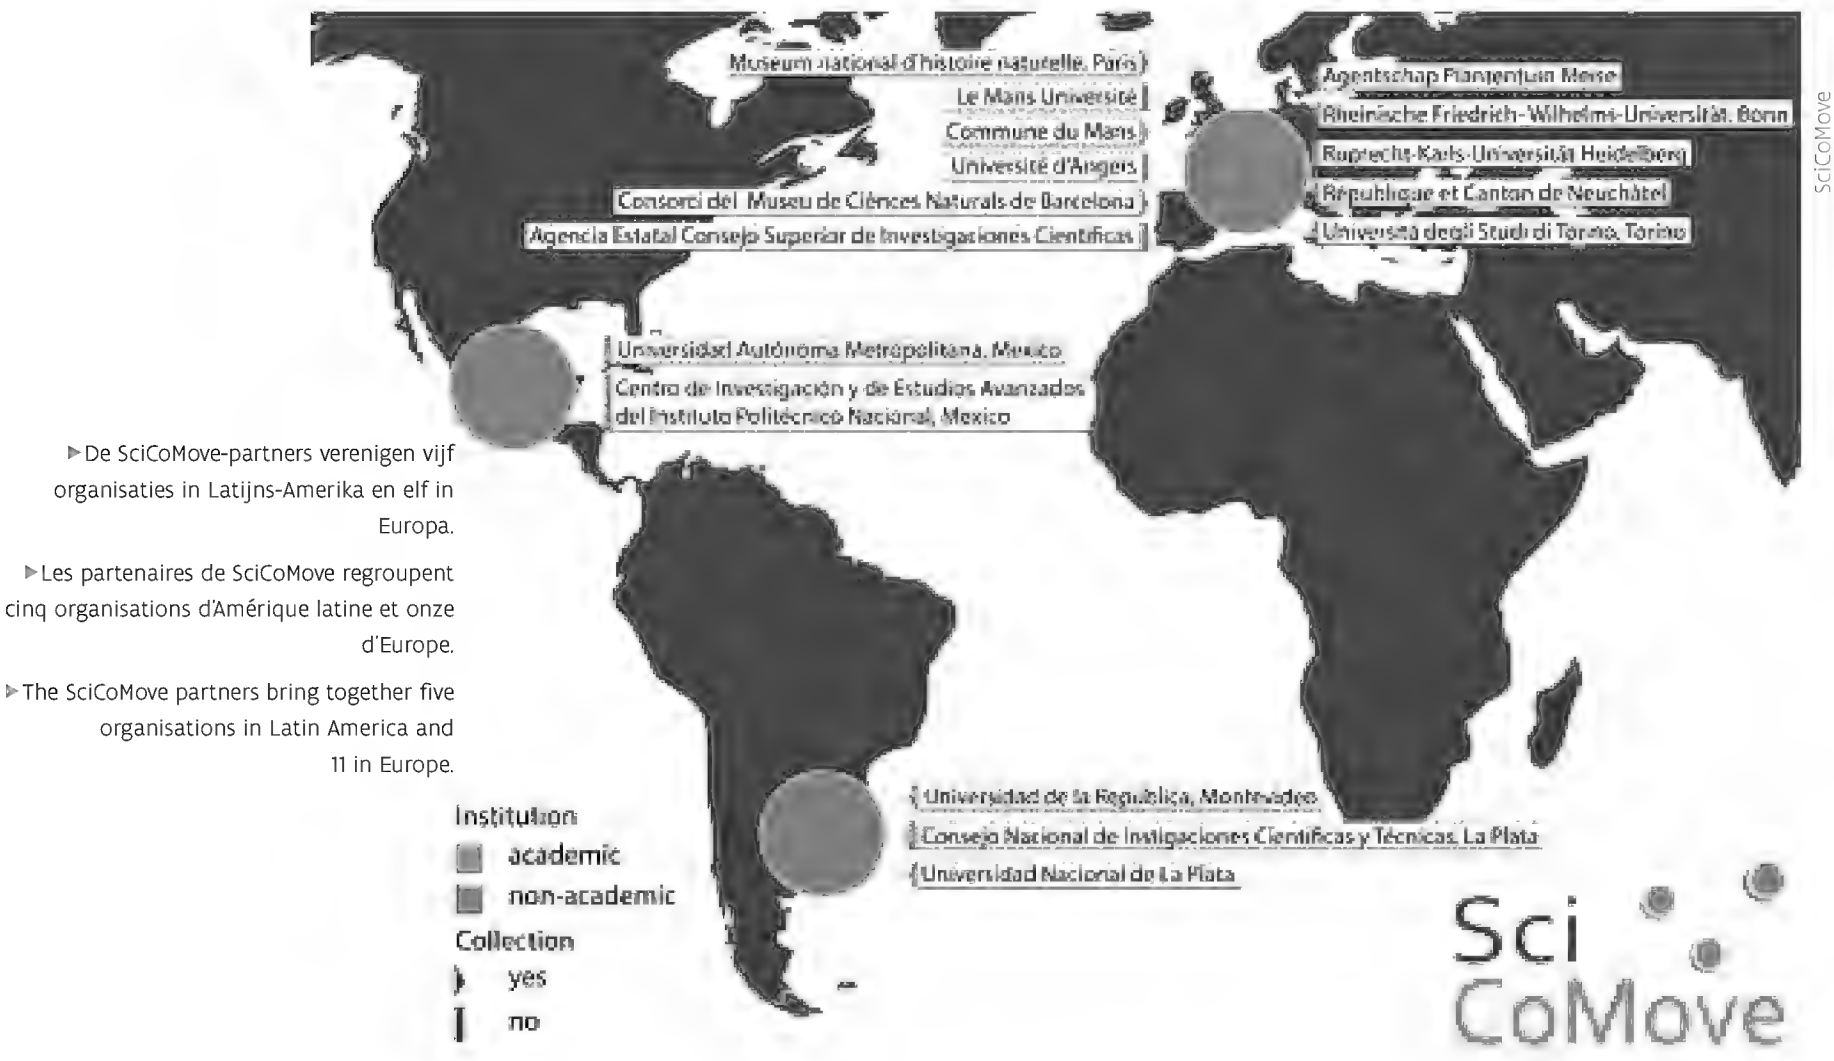 Muséum national d'histoire naturelle, Paris
Le Mans Université
Commune du Mans
Université d'Angers
Consorci del Museu de Ciènces Naturals de Barcelona
Agencia Estatal Consejo Superior de Investigaciones Científicas
Agentschap Plantentuin Meise
Rheinische Friedrich-Wilhelms-Universität, Bonn
Ruprecht-Karls-Universität Heidelberg
République et Canton de Neuchâtel
Università degli Studi di Torino, Torino
SciCoMove
Universidad Autónoma Metropolitana, Mexico
Centro de Investigación y de Estudios Avanzados
del Instituto Politécnico Nacional, Mexico
De SciCoMove-partners verenigen vijf
organisaties in Latijns-Amerika en elf in
Europa.
Les partenaires de SciCoMove regroupent
cinq organisations d'Amérique latine et onze
d'Europe.
The SciCoMove partners bring together five
organisations in Latin America and
11 in Europe.
Universidad de la República, Montevideo
Consejo Nacional de Instigaciones Científicas y Técnicas, La Plata
Universidad Nacional de La Plata
Institution
academic
non-academic
Collection
yes
no
Sci
CoMove